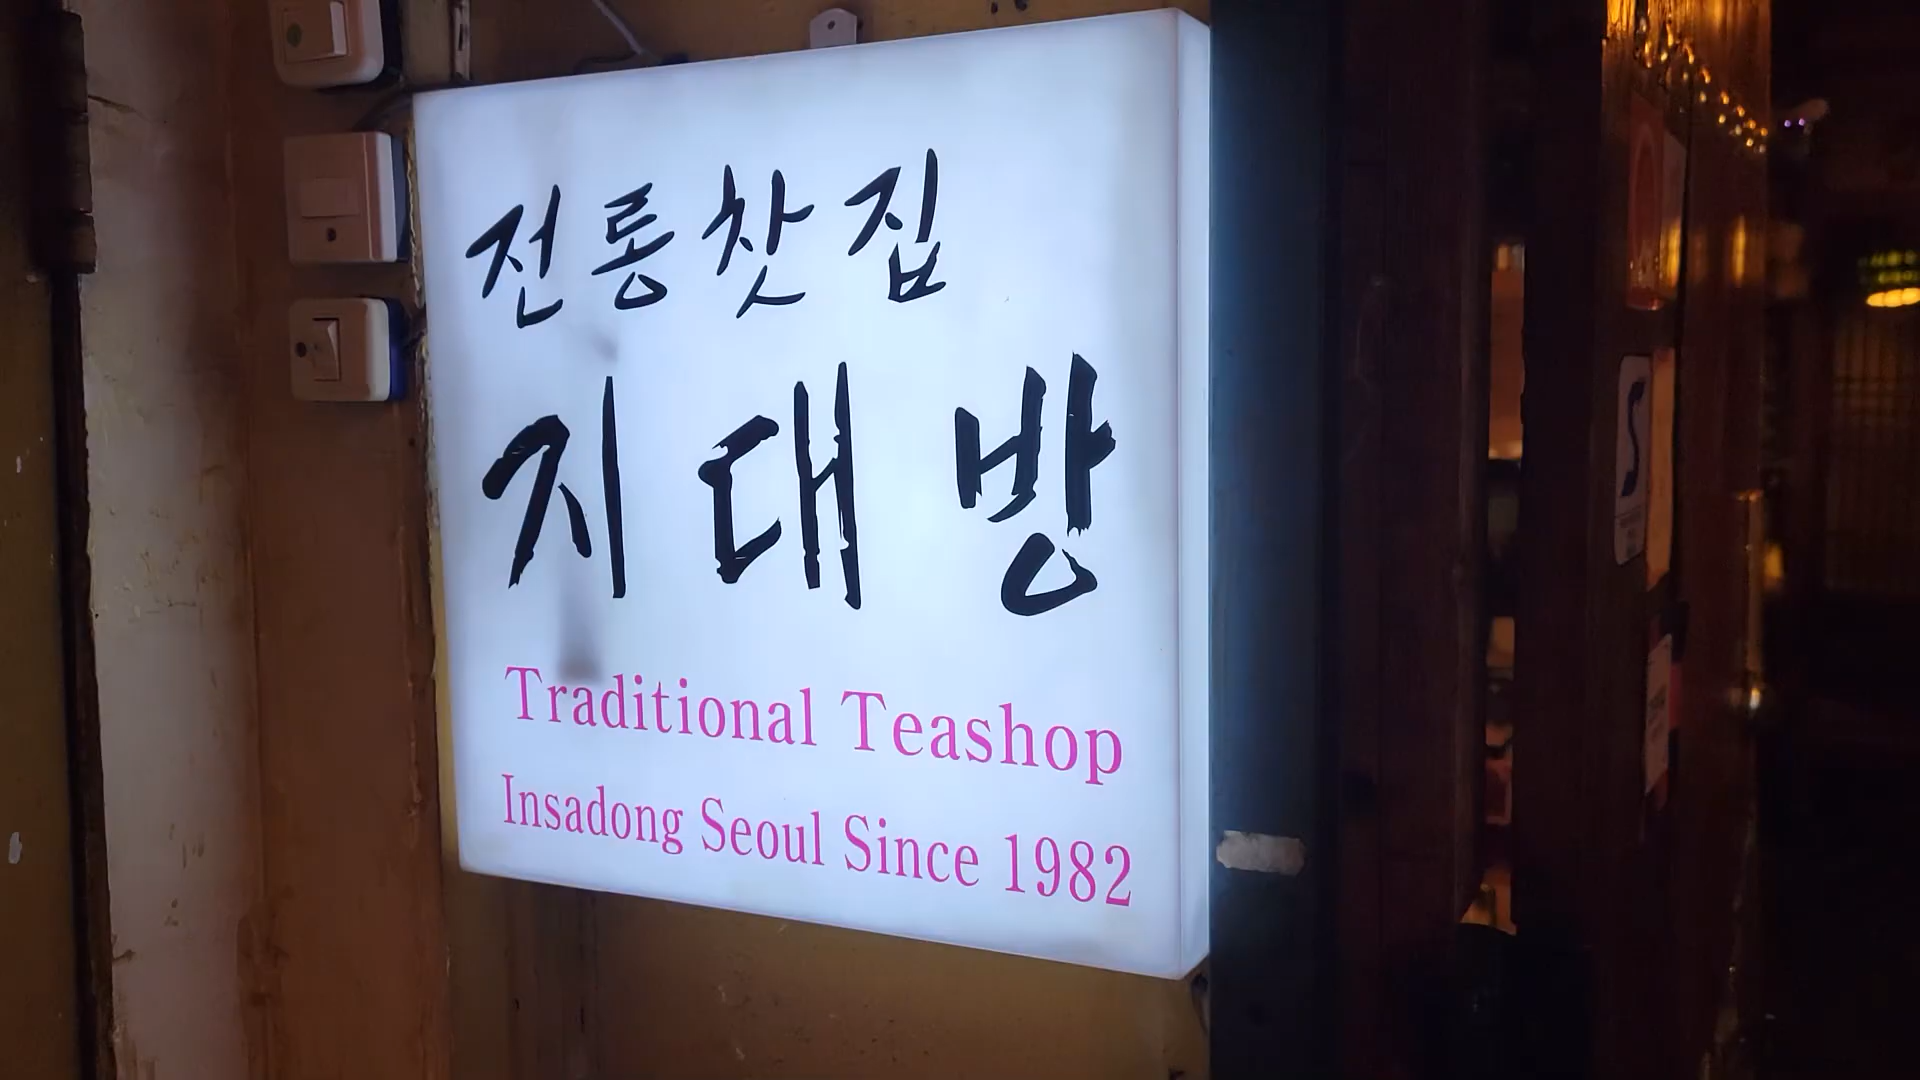 전통찻집
지대방
Traditional Teashop
Insadong Seoul Since 1982